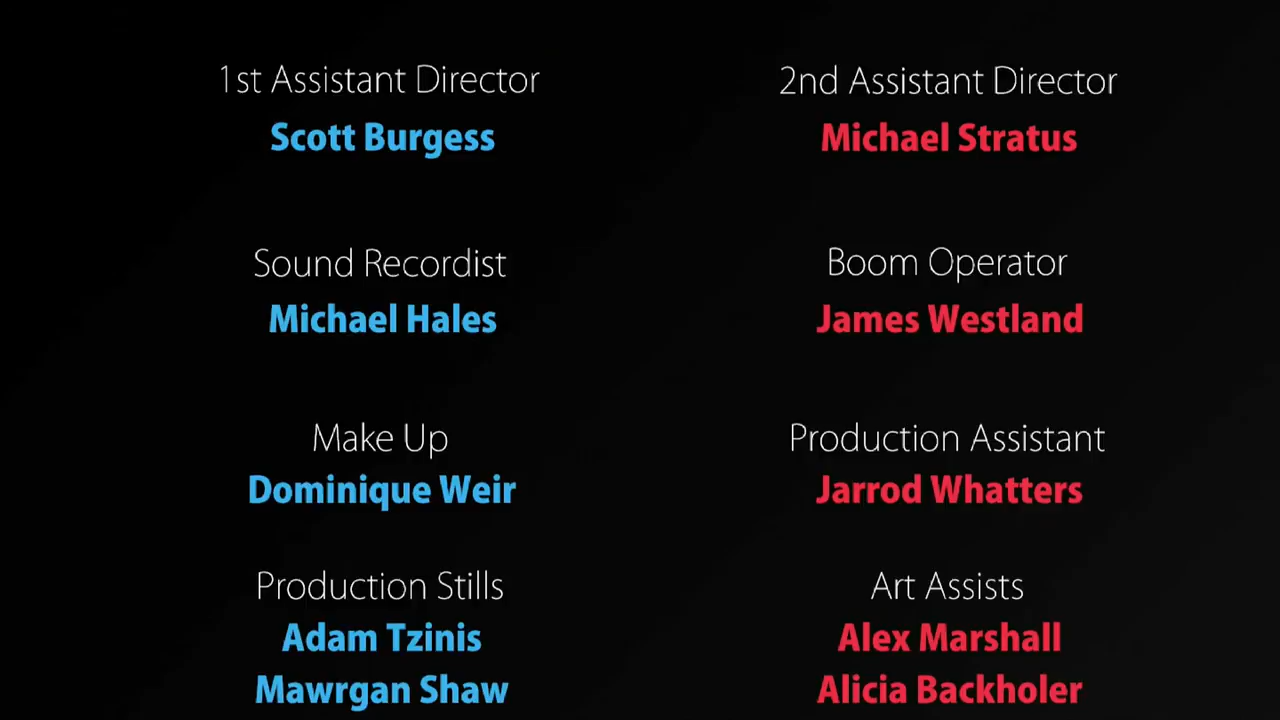 1st Assistant Director
Scott Burgess
2nd Assistant Director
Michael Stratus
Sound Recordist
Michael Hales
Boom Operator
James Westland
Make Up
Dominique Weir
Production Assistant
Jarrod Whatters
Production Stills
Adam Tzinis
Mawrgan Shaw
Art Assists
Alex Marshall
Alicia Backholer